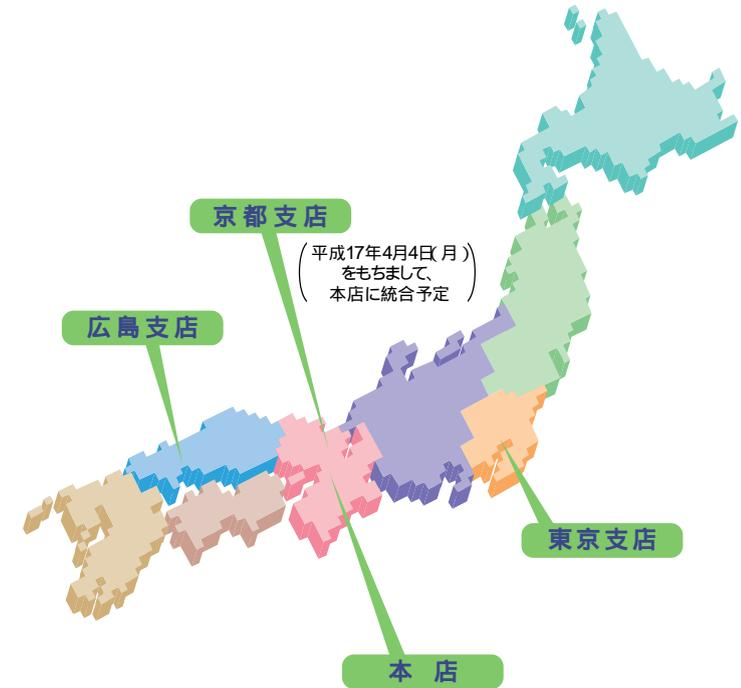 京都支店
(平成17年4月4日(月)
をもちまして、
本店に統合予定)
広島支店
東京支店
本 店